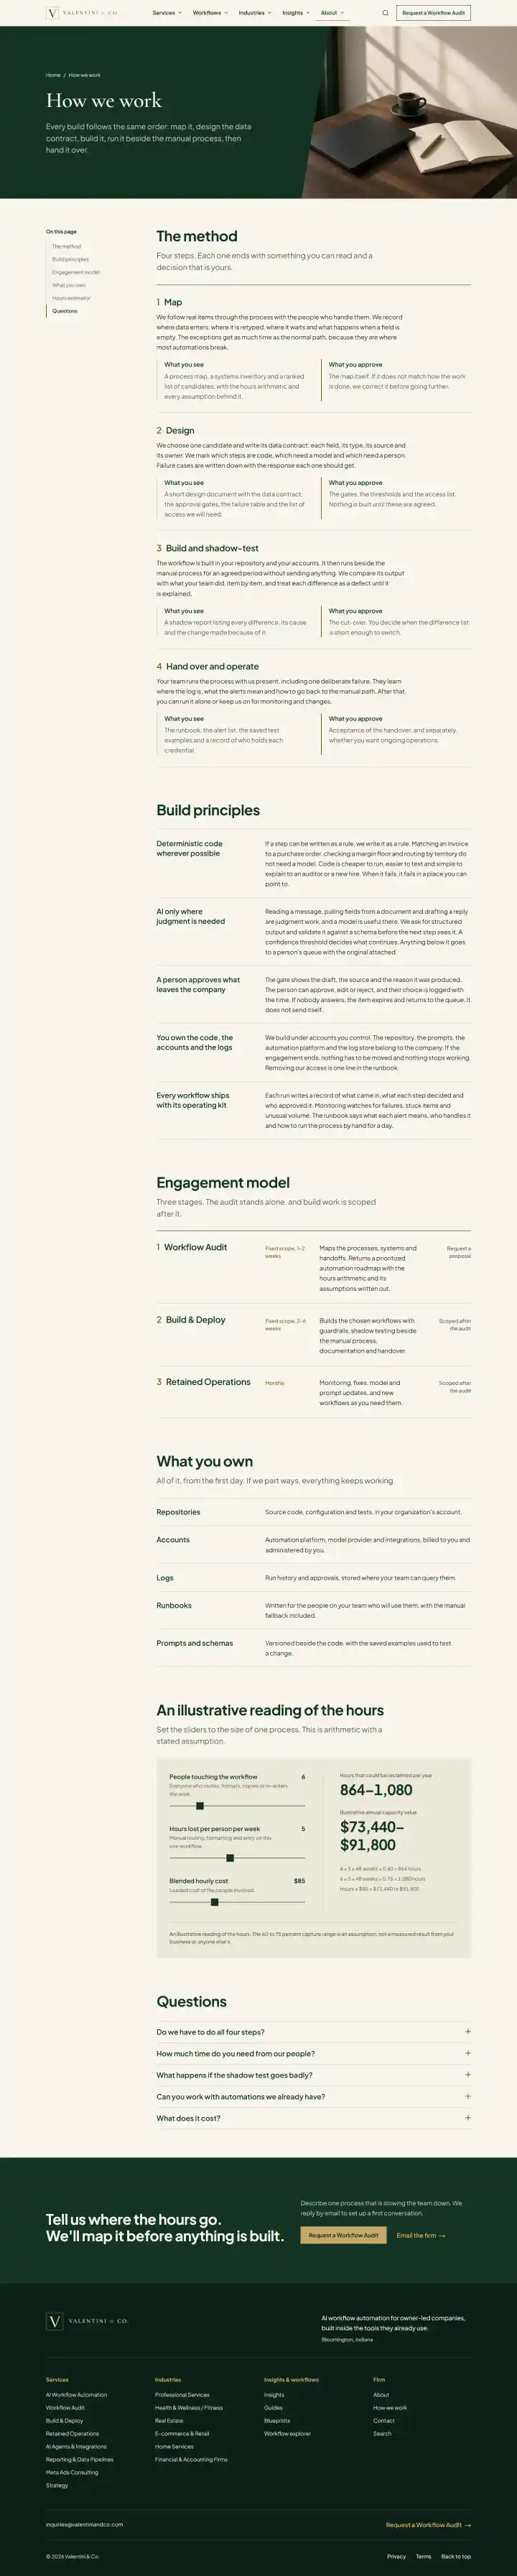 V VALENTINI & CO.
Services Workflows Industries Insights About
Request a Workflow Audit
Home / How we work
How we work
Every build follows the same order: map it, design the data
contract, build it, run it beside the manual process, then
hand it over.
On this page
The method
Build principles
Engagement model
What you own
Hours estimator
Questions
The method
Four steps. Each one ends with something you can read and a
decision that is yours.
1 Map
We follow real items through the process with the people who handle them. We record
where data enters, where it is retyped, where it waits and what happens when a field is
empty. The exceptions get as much time as the normal path, because they are where
most automations break.
What you see
A process map, a systems inventory and a ranked
list of candidates, with the hours arithmetic and
every assumption behind it.
What you approve
The map itself. If it does not match how the work
is done, we correct it before going further.
2 Design
We choose one candidate and write its data contract: each field, its type, its source and
its owner. We mark which steps are code, which need a model and which need a person.
Failure cases are written down with the response each one should get.
What you see
A short design document with the data contract,
the approval gates, the failure table and the list of
access we will need.
What you approve
The gates, the thresholds and the access list.
Nothing is built until these are agreed.
3 Build and shadow-test
The workflow is built in your repository and your accounts. It then runs beside the
manual process for an agreed period without sending anything. We compare its output
with what your team did, item by item, and treat each difference as a defect until it
is explained.
What you see
A shadow report listing every difference, its cause
and the change made because of it.
What you approve
The cut-over. You decide when the difference list
is short enough to switch.
4 Hand over and operate
Your team runs the process with us present, including one deliberate failure. They learn
where the log is, what the alerts mean and how to go back to the manual path. After that,
you can run it alone or keep us on for monitoring and changes.
What you see
The runbook, the alert list, the saved test
examples and a record of who holds each
credential.
What you approve
Acceptance of the handover, and separately,
whether you want ongoing operations.
Build principles
Deterministic code
wherever possible
If a step can be written as a rule, we write it as a rule. Matching an invoice
to a purchase order, checking a margin floor and routing by territory do
not need a model. Code is cheaper to run, easier to test and simple to
explain to an auditor or a new hire. When it fails, it fails in a place you can
point to.
AI only where
judgment is needed
Reading a message, pulling fields from a document and drafting a reply
are judgment work, and a model is useful there. We ask for structured
output and validate it against a schema before the next step sees it. A
confidence threshold decides what continues. Anything below it goes
to a person's queue with the original attached.
A person approves what
leaves the company
The gate shows the draft, the source and the reason it was produced.
The person can approve, edit or reject, and their choice is logged with
the time. If nobody answers, the item expires and returns to the queue. It
does not send itself.
You own the code, the
accounts and the logs
We build under accounts you control. The repository, the prompts, the
automation platform and the log store belong to the company. If the
engagement ends, nothing has to be moved and nothing stops working.
Removing our access is one line in the runbook.
Every workflow ships
with its operating kit
Each run writes a record of what came in, what each step decided and
who approved it. Monitoring watches for failures, stuck items and
unusual volume. The runbook says what each alert means, who handles it
and how to run the process by hand for a day.
Engagement model
Three stages. The audit stands alone, and build work is scoped
after it.
1 Workflow Audit
Fixed scope, 1–2
weeks
Maps the processes, systems and
handoffs. Returns a prioritized
automation roadmap with the
hours arithmetic and its
assumptions written out.
Request a
proposal
2 Build & Deploy
Fixed scope, 2–6
weeks
Builds the chosen workflows with
guardrails, shadow testing beside
the manual process,
documentation and handover.
Scoped after
the audit
3 Retained Operations
Monthly
Monitoring, fixes, model and
prompt updates, and new
workflows as you need them.
Scoped after
the audit
What you own
All of it, from the first day. If we part ways, everything keeps working.
Repositories
Source code, configuration and tests, in your organization's account.
Accounts
Automation platform, model provider and integrations, billed to you and
administered by you.
Logs
Run history and approvals, stored where your team can query them.
Runbooks
Written for the people on your team who will use them, with the manual
fallback included.
Prompts and schemas
Versioned beside the code, with the saved examples used to test
a change.
An illustrative reading of the hours
Set the sliders to the size of one process. This is arithmetic with a
stated assumption.
People touching the workflow 6
Everyone who routes, formats, copies or re-enters
the work.
Hours lost per person per week 5
Manual routing, formatting and entry on this
one workflow.
Blended hourly cost $85
Loaded cost of the people involved.
Hours that could be reclaimed per year
864–1,080
Illustrative annual capacity value
$73,440–
$91,800
6 × 5 × 48 weeks × 0.60 = 864 hours
6 × 5 × 48 weeks × 0.75 = 1,080 hours
Hours × $85 = $73,440 to $91,800
An illustrative reading of the hours. The 60 to 75 percent capture range is an assumption, not a measured result from your
business or anyone else's.
Questions
Do we have to do all four steps?
How much time do you need from our people?
What happens if the shadow test goes badly?
Can you work with automations we already have?
What does it cost?
Tell us where the hours go.
We'll map it before anything is built.
Describe one process that is slowing the team down. We
reply by email to set up a first conversation.
Request a Workflow Audit
Email the firm →
V VALENTINI & CO.
AI workflow automation for owner-led companies,
built inside the tools they already use.
Bloomington, Indiana
Services
AI Workflow Automation
Workflow Audit
Build & Deploy
Retained Operations
AI Agents & Integrations
Reporting & Data Pipelines
Meta Ads Consulting
Strategy
Industries
Professional Services
Health & Wellness / Fitness
Real Estate
E-commerce & Retail
Home Services
Financial & Accounting Firms
Insights & workflows
Insights
Guides
Blueprints
Workflow explorer
Firm
About
How we work
Contact
Search
inquiries@valentiniandco.com
Request a Workflow Audit →
© 2026 Valentini & Co.
Privacy Terms Back to top